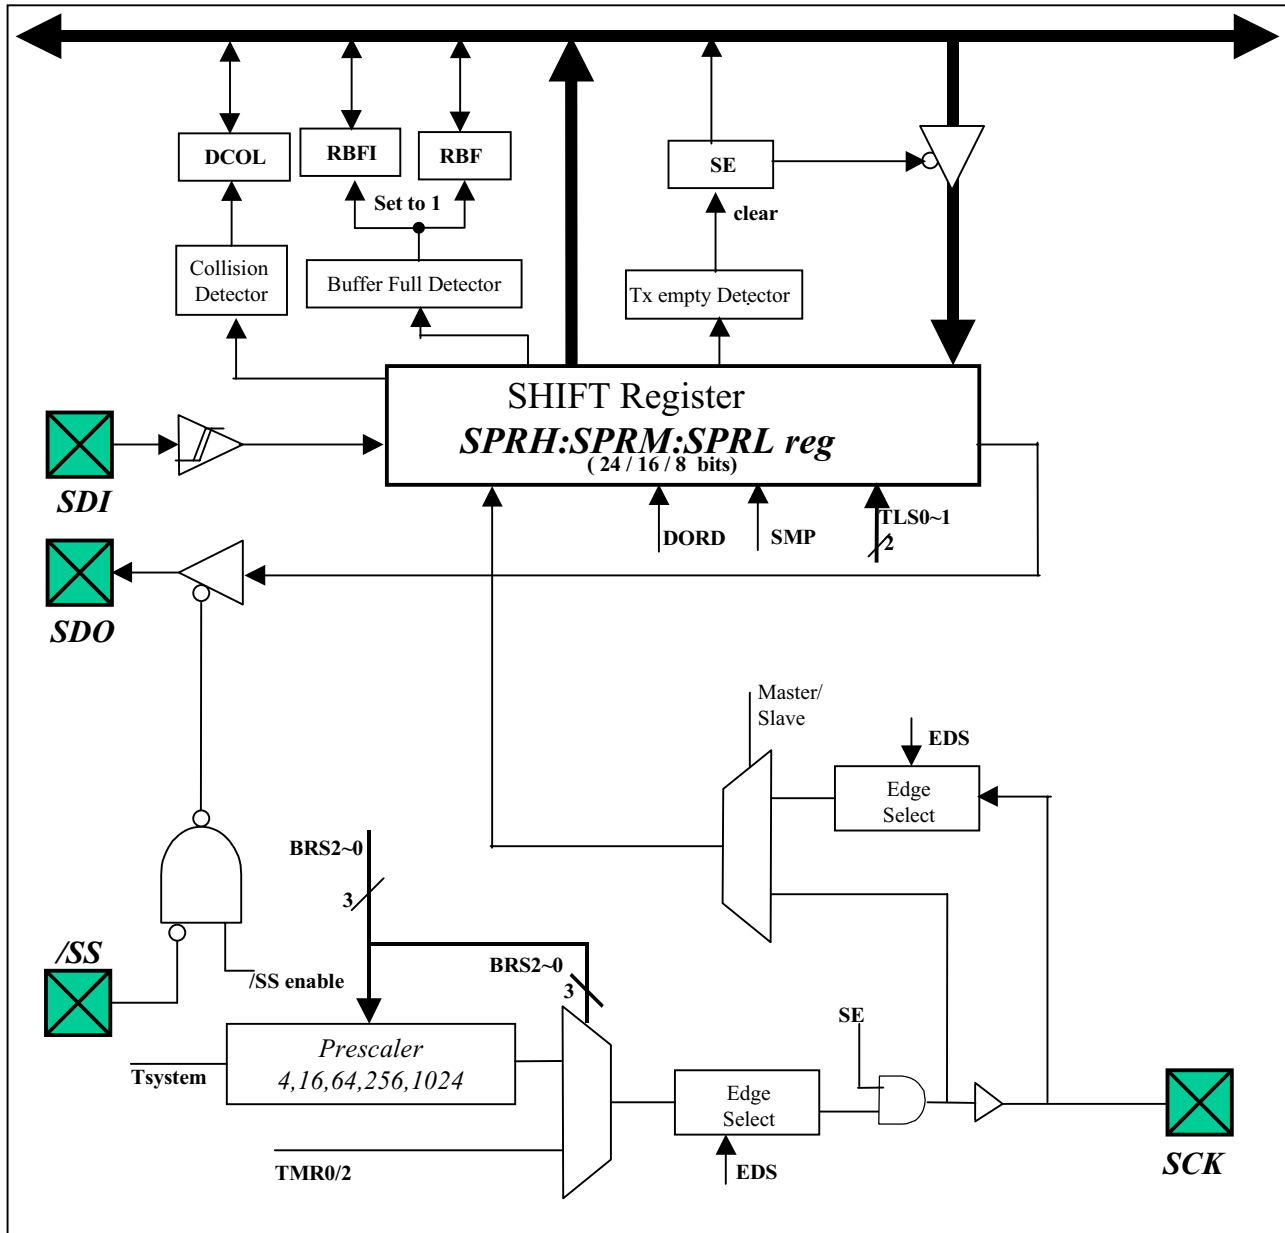 DCOL
RBFI
RBF
SE
Set to 1
clear
Collision
Detector
Buffer Full Detector
Tx empty Detector
SHIFT Register
SPRH:SPRM:SPRL reg
( 24 / 16 / 8 bits)
SDI
DORD
SMP
TLS0~1
2
SDO
Master/
Slave
EDS
Edge
Select
BRS2~0
3
/SS
/SS enable
BRS2~0
3
SE
Prescaler
4,16,64,256,1024
Tsystem
Edge
Select
TMR0/2
EDS
SCK